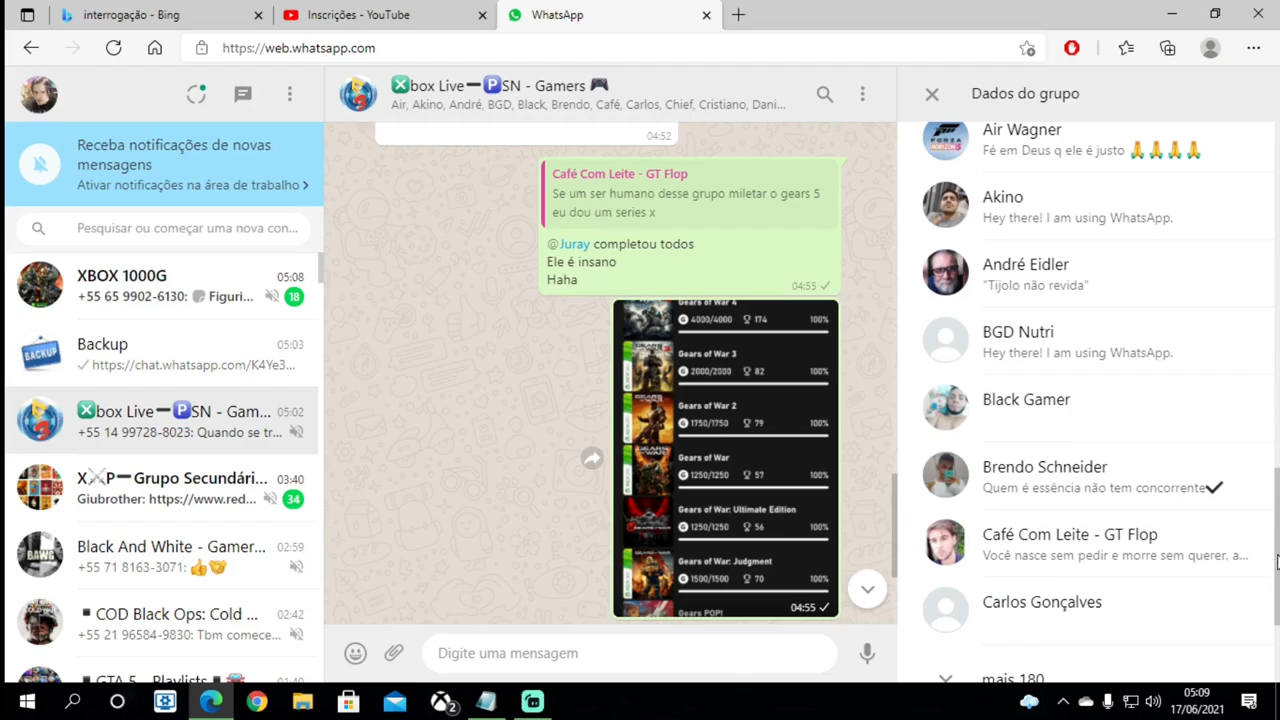 interrogação - Bing
Inscrições - YouTube
WhatsApp
https://web.whatsapp.com
Receba notificações de novas
mensagens
Ativar notificações na área de trabalho
Pesquisar ou começar uma nova con...
XBOX 1000G
05:08
+55 65 9902-6130: Figuri...
18
BACKUP
Backup
05:03
https://chat.whatsapp.com/K4Ye3...
❎box Live➖🅿️SN - Gam...
05:02
+55 14 99728-8023: Quando se tr...
X⚔P➖Grupo Secundári...
03:40
Giubrother: https://www.red...
34
BAWG
Black And White - Gamer...
02:59
+55 71 8163-3071: 👍
COD Black Ops: Cold ...
02:42
+55 21 96584-9830: Tbm comece...
GTA 5 - Playlists
01:40
❎box Live➖🅿️SN - Gamers 🎮
Air, Akino, André, BGD, Black, Brendo, Café, Carlos, Chief, Cristiano, Dani...
04:52
Café Com Leite - GT Flop
Se um ser humano desse grupo miletar o gears 5
eu dou um series x
@Juray completou todos
Ele é insano
Haha
04:55
Gears of War 4
4000/4000 174 100%
Gears of War 3
2000/2000 82 100%
Gears of War 2
1750/1750 79 100%
Gears of War
1250/1250 57 100%
Gears of War: Ultimate Edition
1250/1250 56 100%
Gears of War: Judgment
1500/1500 70 100%
Gears POP!
04:55
Digite uma mensagem
Dados do grupo
Air Wagner
Fé em Deus q ele é justo 🙏🙏🙏🙏
Akino
Hey there! I am using WhatsApp.
André Eidler
"Tijolo não revida"
BGD Nutri
Hey there! I am using WhatsApp.
Black Gamer
Brendo Schneider
Quem é essência não tem concorrente✔
Café Com Leite - GT Flop
Você nasce sem pedir e morre sem querer, a...
Carlos Gonçalves
mais 180
2
05:09
17/06/2021